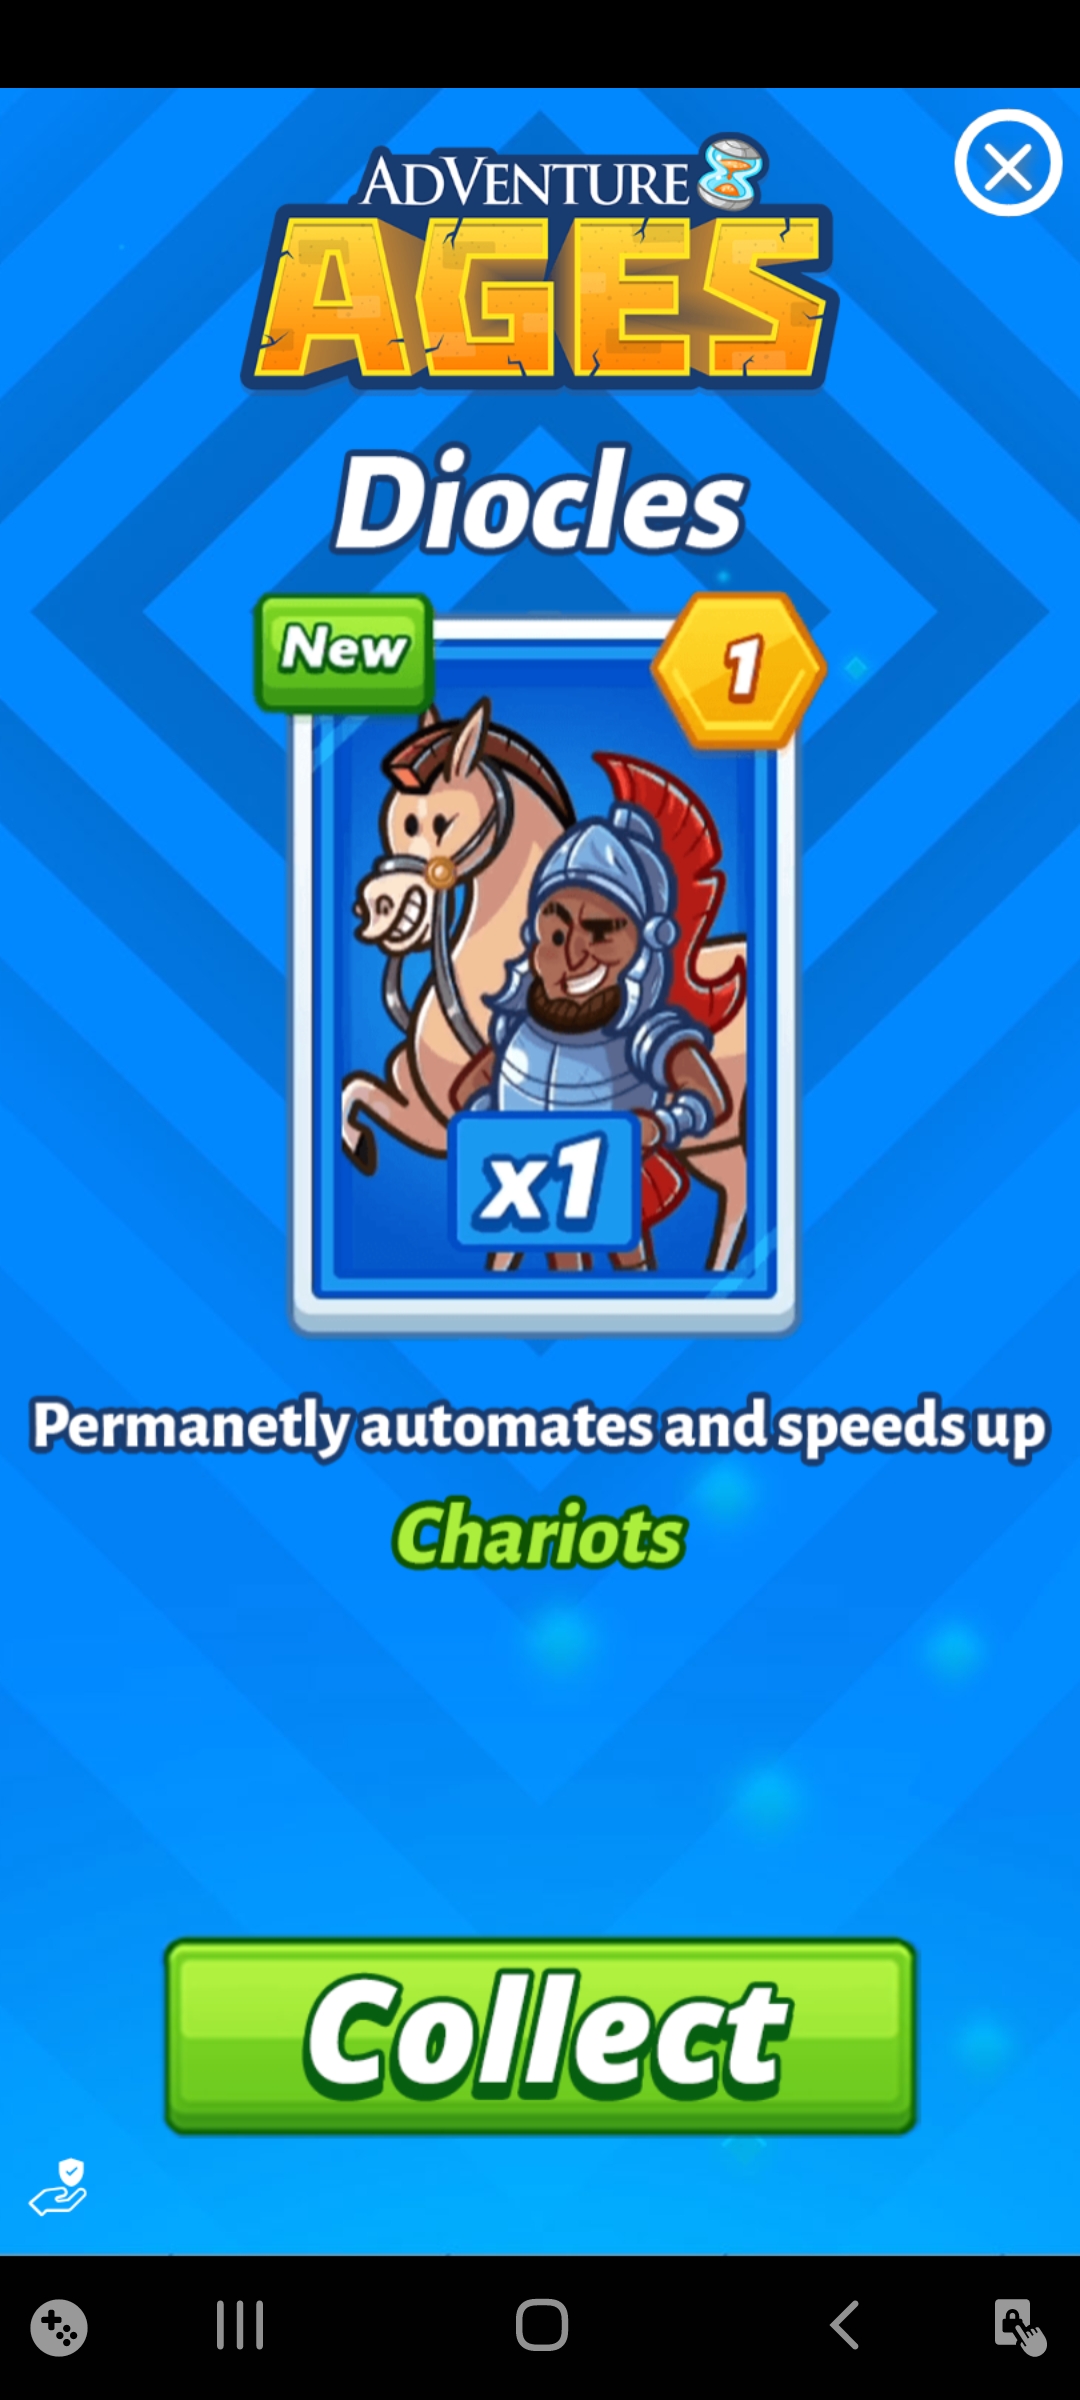 ADVENTURE
AGES
Diocles
New
1
x1
Permanetly automates and speeds up
Chariots
Collect